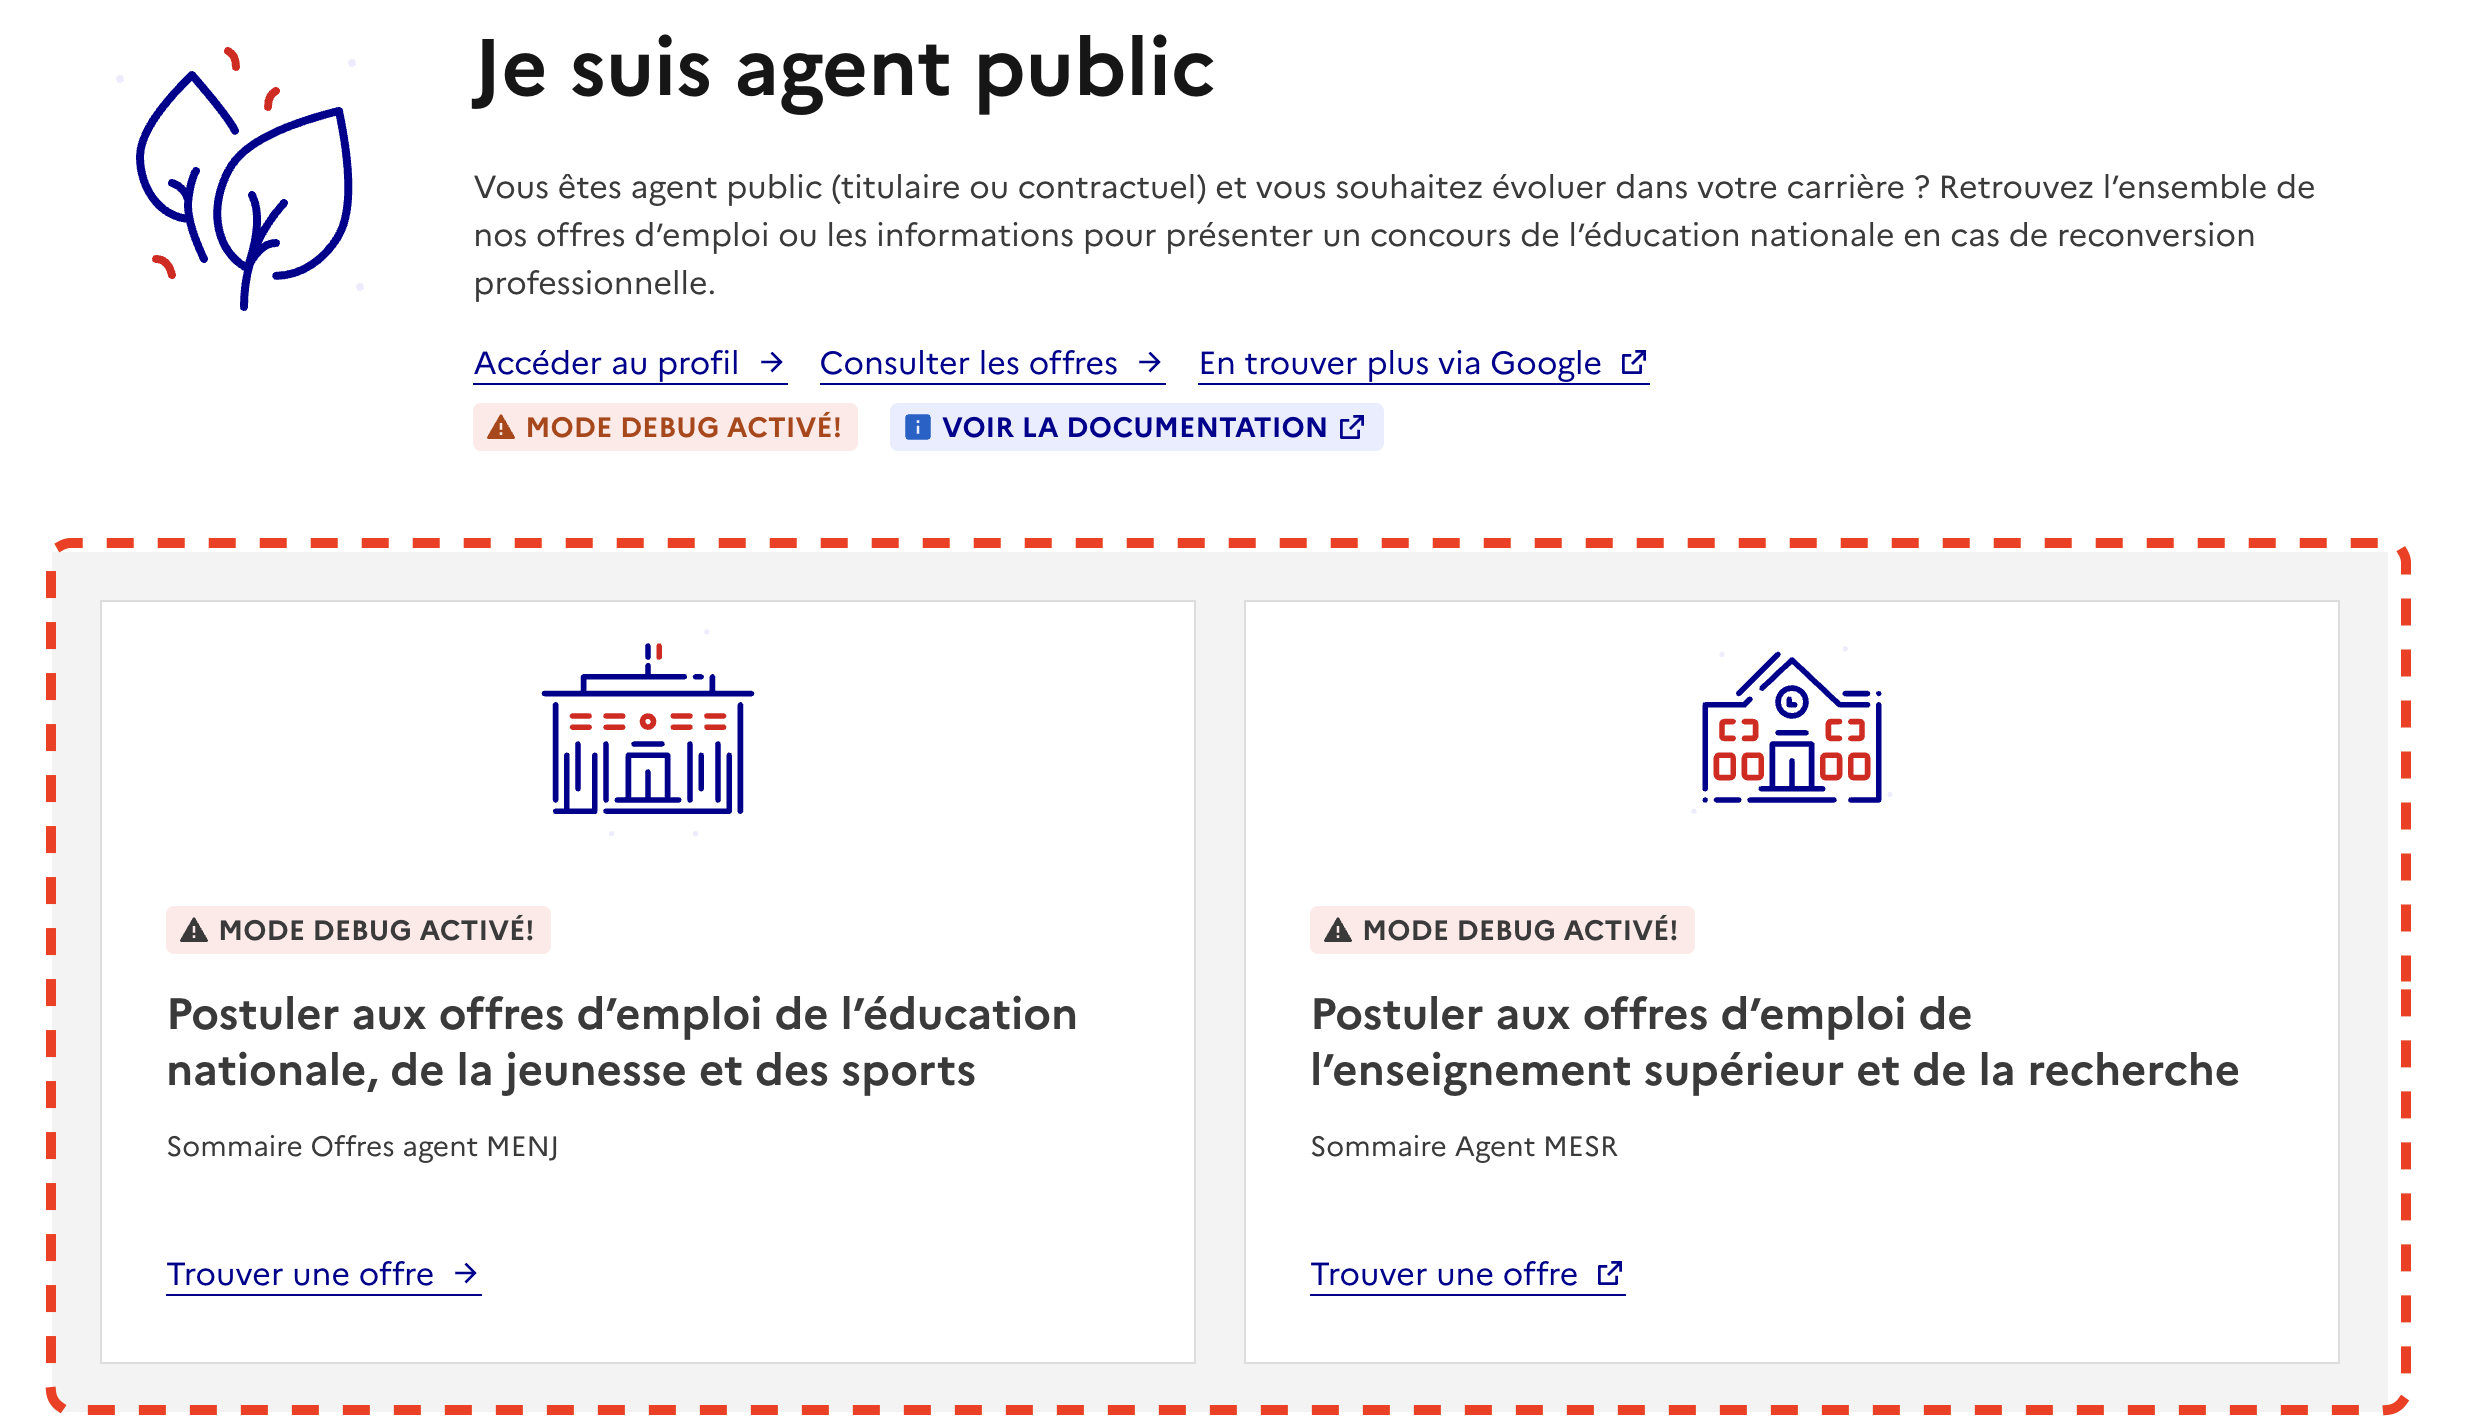 Je suis agent public
Vous êtes agent public (titulaire ou contractuel) et vous souhaitez évoluer dans votre carrière ? Retrouvez l’ensemble de
nos offres d’emploi ou les informations pour présenter un concours de l’éducation nationale en cas de reconversion
professionnelle.
Accéder au profil Consulter les offres En trouver plus via Google
MODE DEBUG ACTIVÉ! VOIR LA DOCUMENTATION
MODE DEBUG ACTIVÉ!
Postuler aux offres d’emploi de l’éducation
nationale, de la jeunesse et des sports
Sommaire Offres agent MENJ
Trouver une offre
MODE DEBUG ACTIVÉ!
Postuler aux offres d’emploi de
l’enseignement supérieur et de la recherche
Sommaire Agent MESR
Trouver une offre